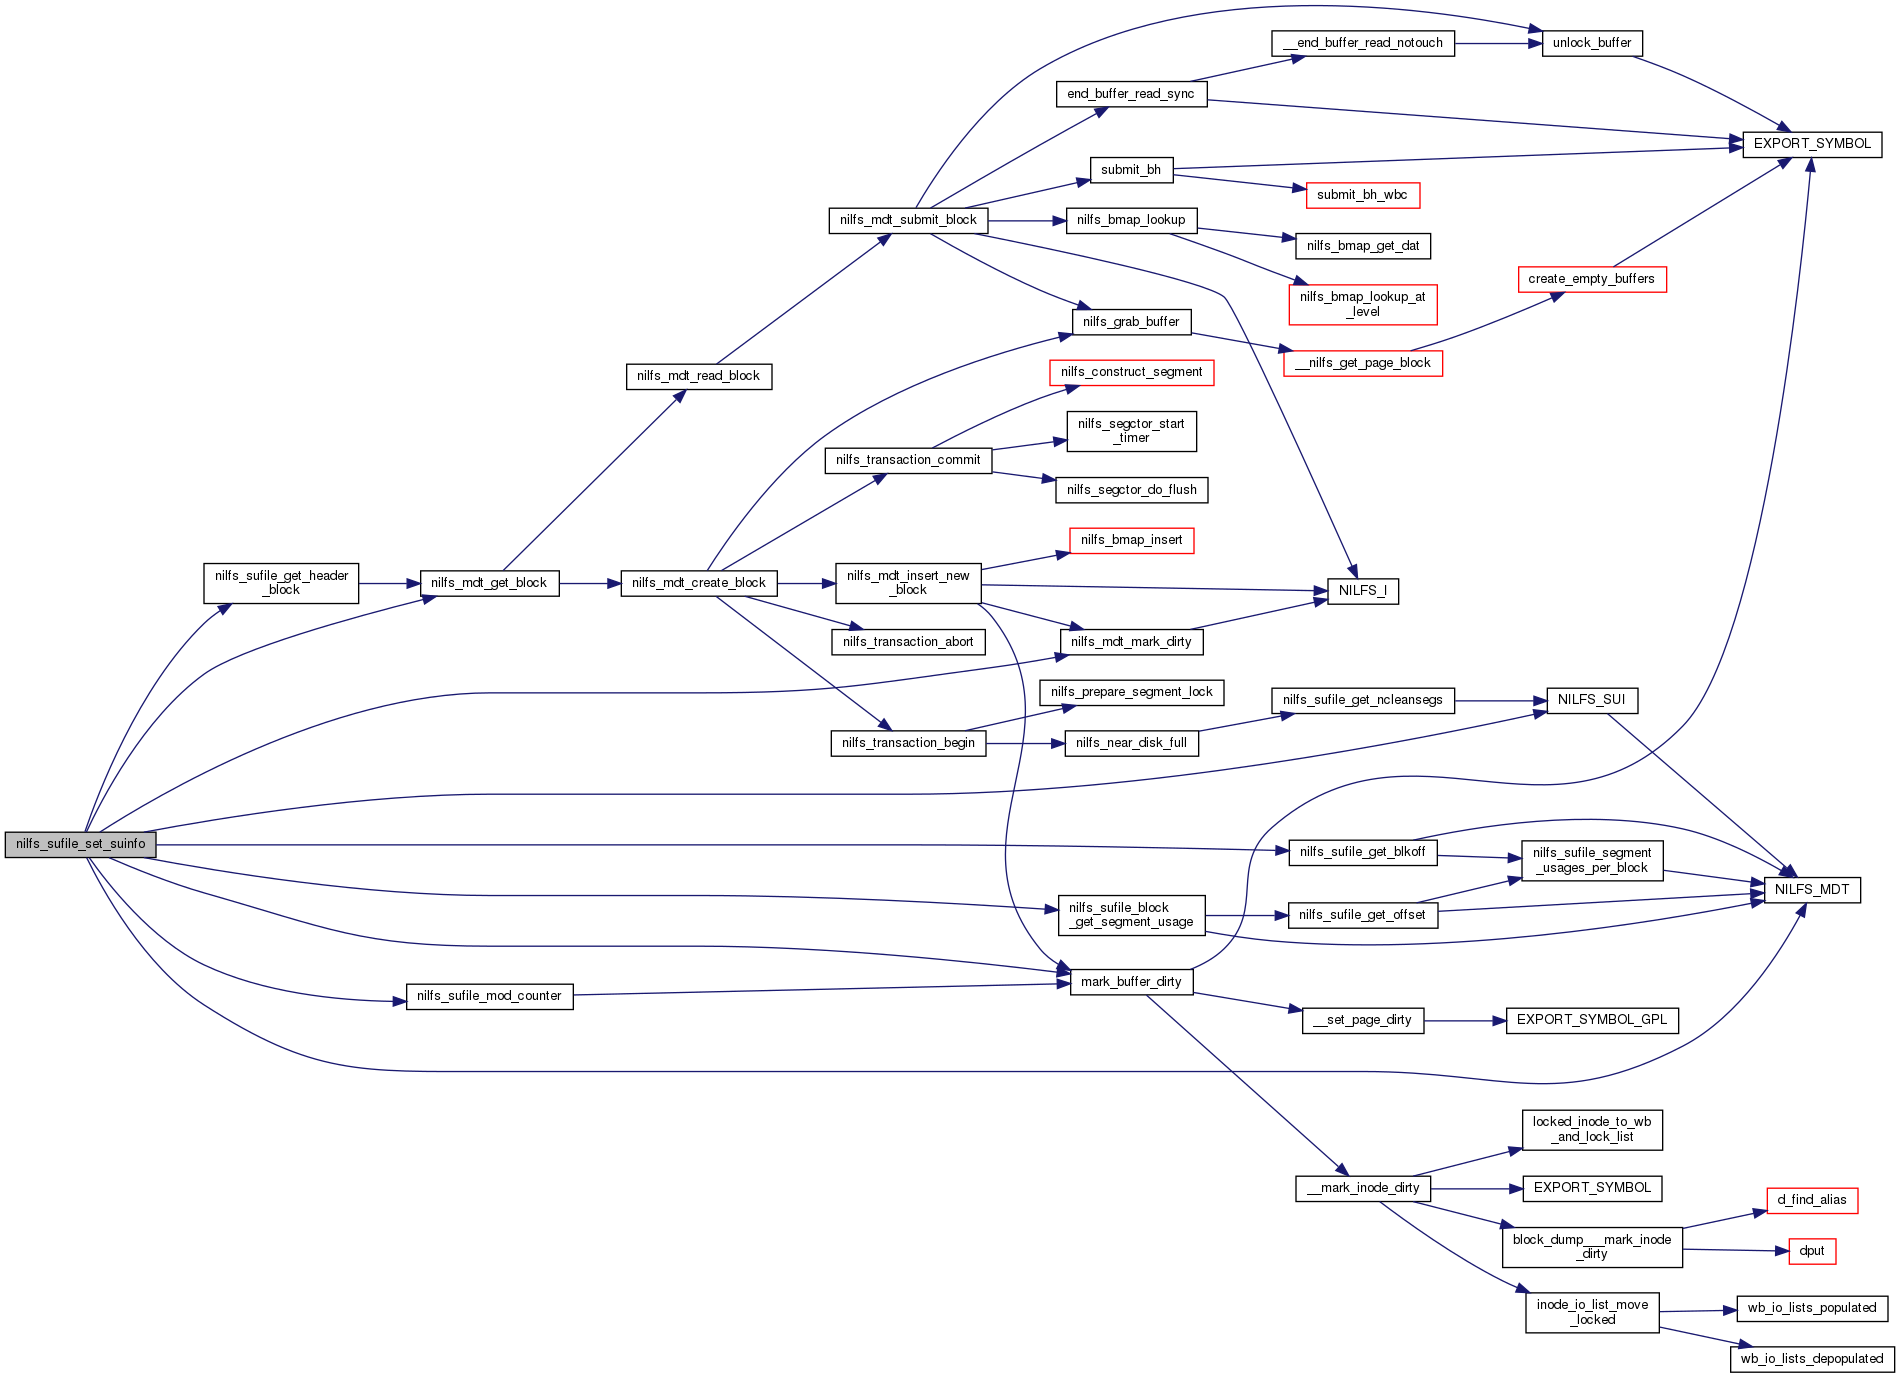 __end_buffer_read_notouch
unlock_buffer
end_buffer_read_sync
EXPORT_SYMBOL
submit_bh
submit_bh_wbc
nilfs_mdt_submit_block
nilfs_bmap_lookup
nilfs_bmap_get_dat
create_empty_buffers
nilfs_bmap_lookup_at
_level
nilfs_grab_buffer
__nilfs_get_page_block
nilfs_mdt_read_block
nilfs_construct_segment
nilfs_segctor_start
_timer
nilfs_transaction_commit
nilfs_segctor_do_flush
nilfs_bmap_insert
nilfs_sufile_get_header
_block
nilfs_mdt_get_block
nilfs_mdt_create_block
nilfs_mdt_insert_new
_block
NILFS_I
nilfs_transaction_abort
nilfs_mdt_mark_dirty
nilfs_prepare_segment_lock
nilfs_sufile_get_ncleansegs
NILFS_SUI
nilfs_transaction_begin
nilfs_near_disk_full
nilfs_sufile_set_suinfo
nilfs_sufile_get_blkoff
nilfs_sufile_segment
_usages_per_block
NILFS_MDT
nilfs_sufile_block
_get_segment_usage
nilfs_sufile_get_offset
mark_buffer_dirty
nilfs_sufile_mod_counter
__set_page_dirty
EXPORT_SYMBOL_GPL
locked_inode_to_wb
_and_lock_list
__mark_inode_dirty
EXPORT_SYMBOL
d_find_alias
block_dump___mark_inode
_dirty
dput
inode_io_list_move
_locked
wb_io_lists_populated
wb_io_lists_depopulated